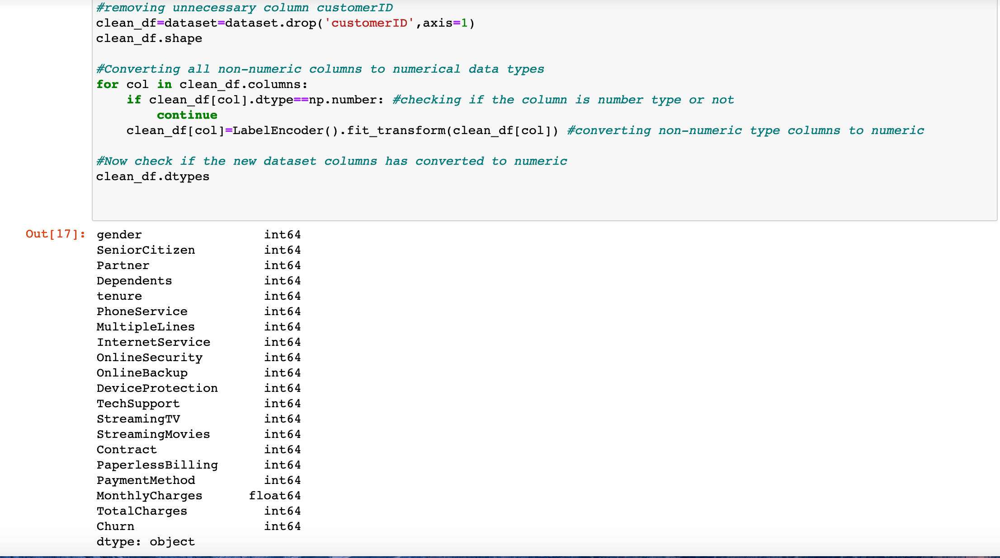 #removing unnecessary column customerID
clean_df=dataset=dataset.drop('customerID',axis=1)
clean_df.shape
#Converting all non-numeric columns to numerical data types
for col in clean_df.columns:
    if clean_df[col].dtype==np.number: #checking if the column is number type or not
        continue
    clean_df[col]=LabelEncoder().fit_transform(clean_df[col]) #converting non-numeric type columns to numeric
#Now check if the new dataset columns has converted to numeric
clean_df.dtypes
Out[17]: gender int64
SeniorCitizen int64
Partner int64
Dependents int64
tenure int64
PhoneService int64
MultipleLines int64
InternetService int64
OnlineSecurity int64
OnlineBackup int64
DeviceProtection int64
TechSupport int64
StreamingTV int64
StreamingMovies int64
Contract int64
PaperlessBilling int64
PaymentMethod int64
MonthlyCharges float64
TotalCharges int64
Churn int64
dtype: object